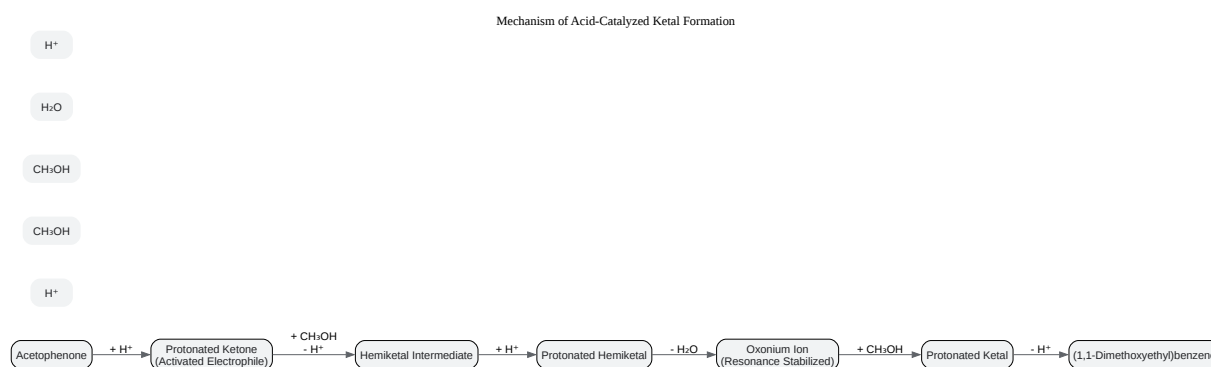 Mechanism of Acid-Catalyzed Ketal Formation
H⁺
H₂O
CH₃OH
CH₃OH
H⁺
Acetophenone
+ H⁺
Protonated Ketone
(Activated Electrophile)
+ CH₃OH
- H⁺
Hemiketal Intermediate
+ H⁺
Protonated Hemiketal
- H₂O
Oxonium Ion
(Resonance Stabilized)
+ CH₃OH
Protonated Ketal
- H⁺
(1,1-Dimethoxyethyl)benzene